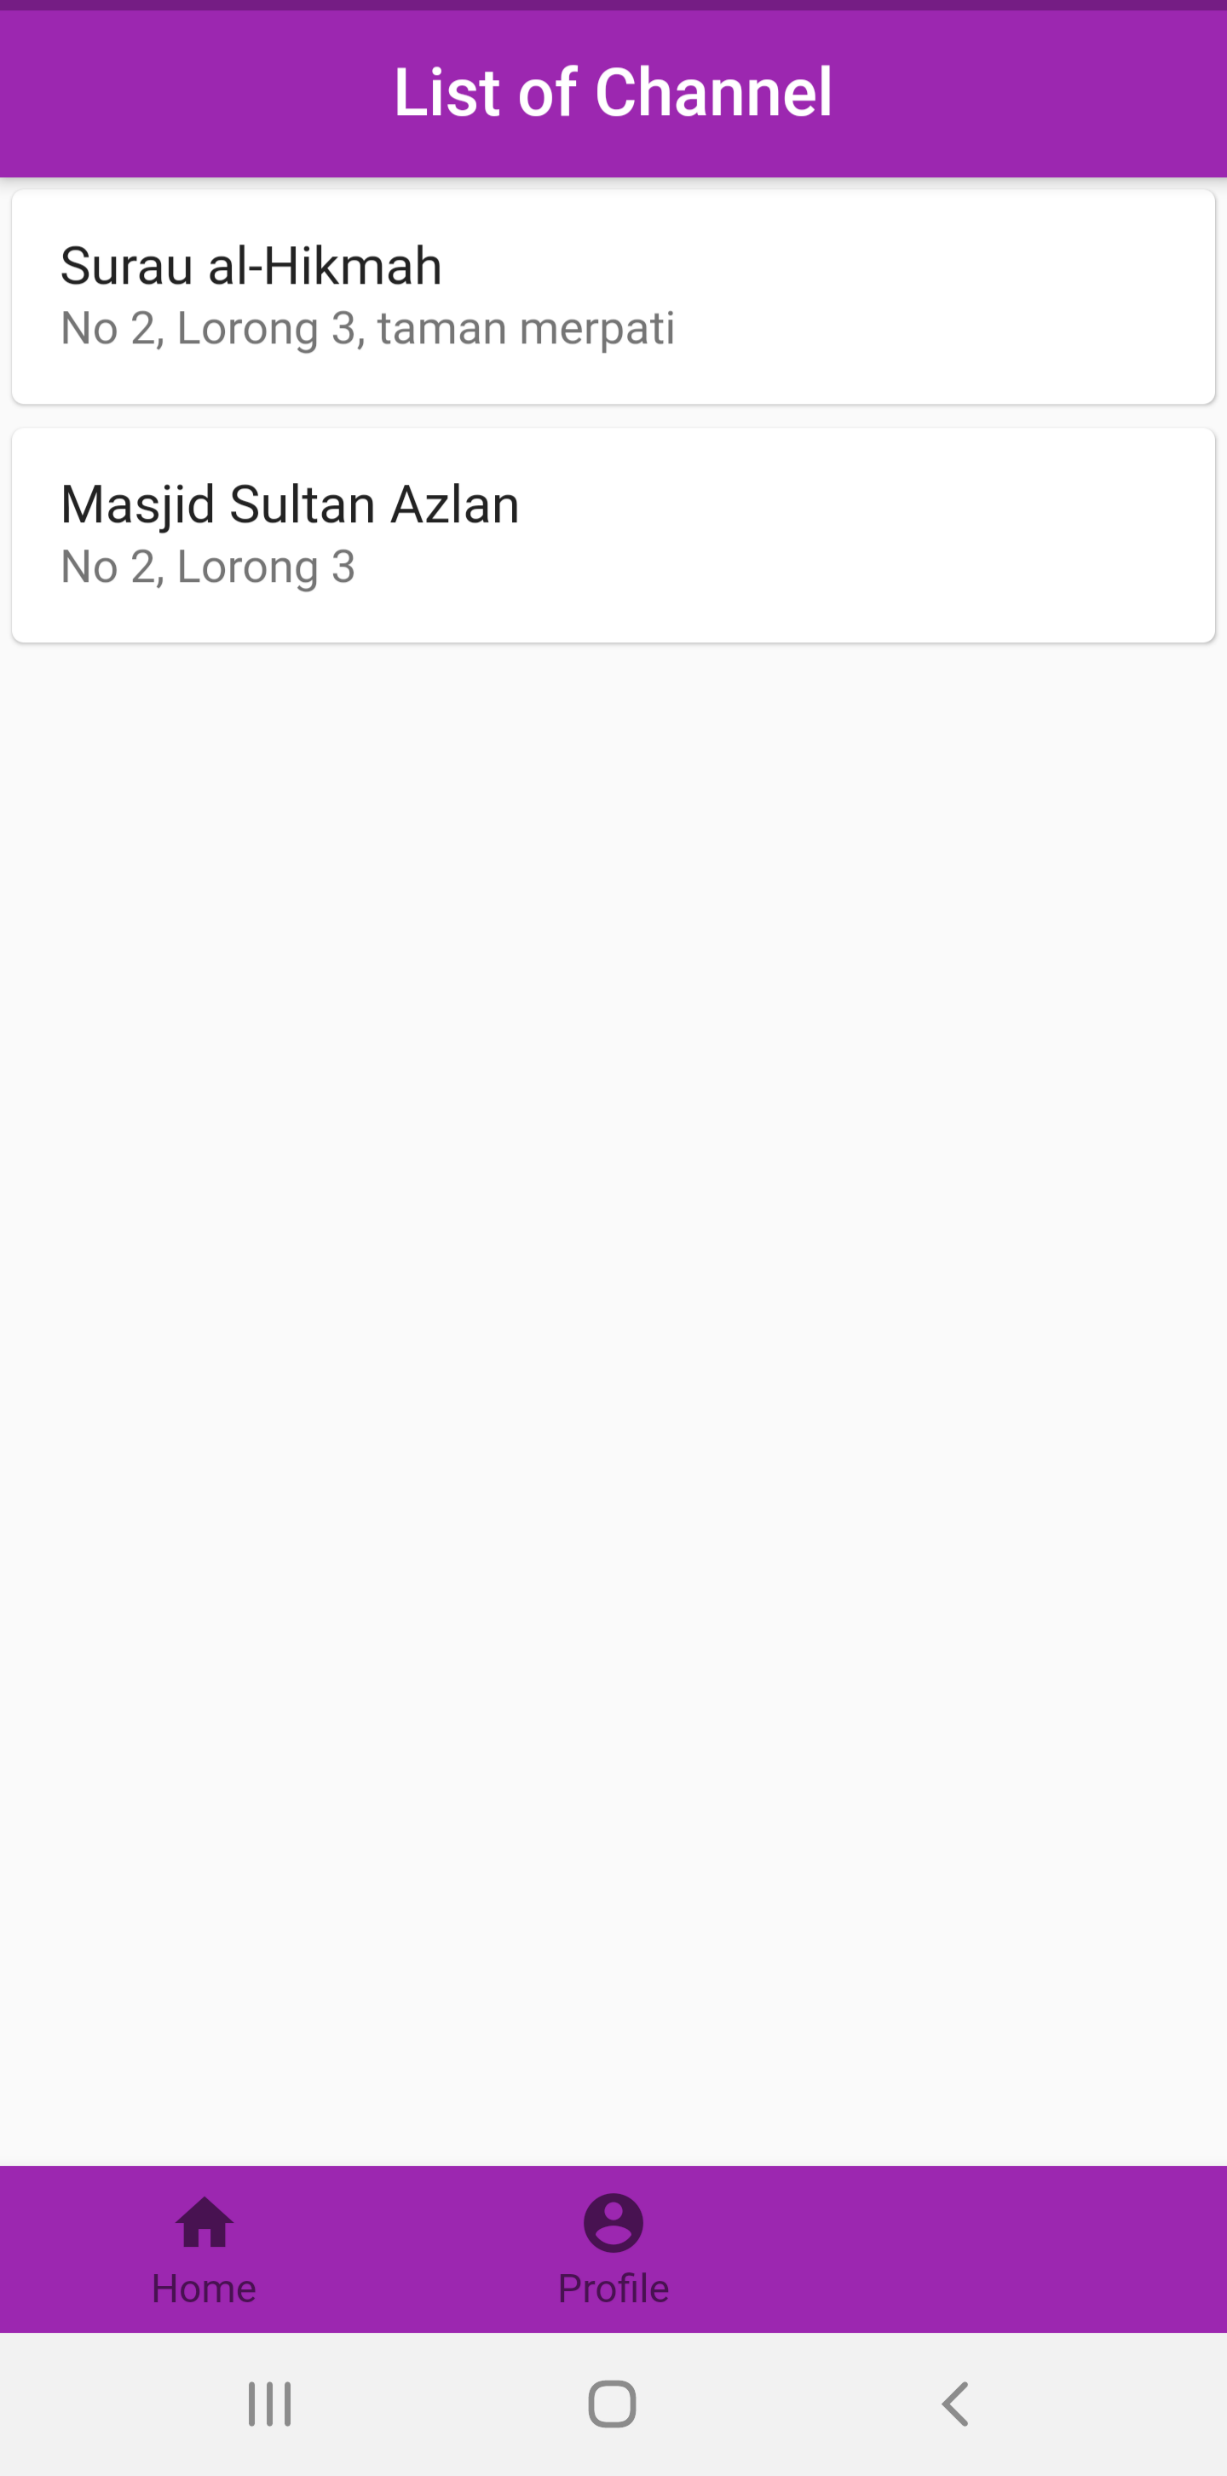 List of Channel
Surau al-Hikmah
No 2, Lorong 3, taman merpati
Masjid Sultan Azlan
No 2, Lorong 3
Home
Profile